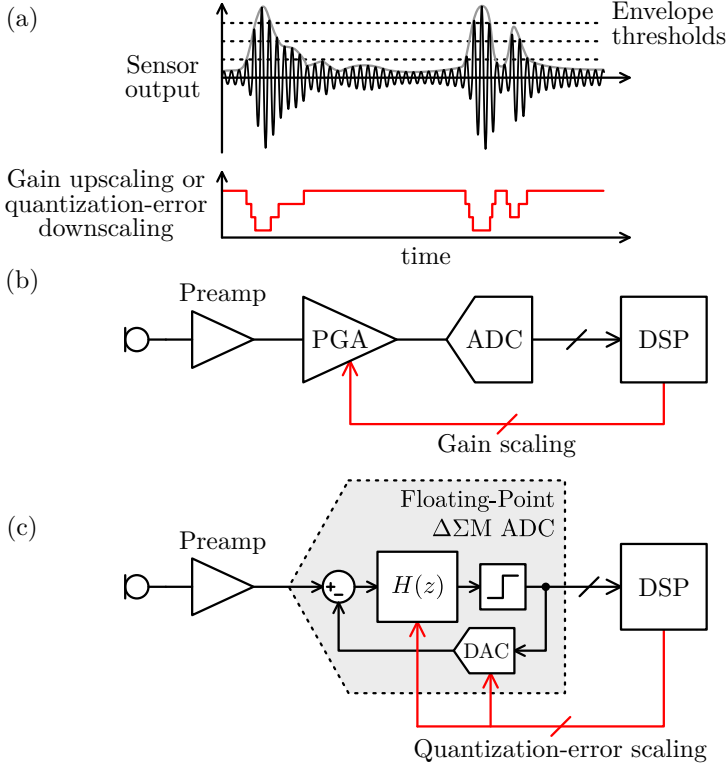 (a)
Envelope
thresholds
Sensor
output
Gain upscaling or
quantization-error
downscaling
time
(b)
Preamp
PGA
ADC
DSP
Gain scaling
(c)
Floating-Point
ΔΣM ADC
Preamp
+
−
H(z)
DSP
DAC
Quantization-error scaling